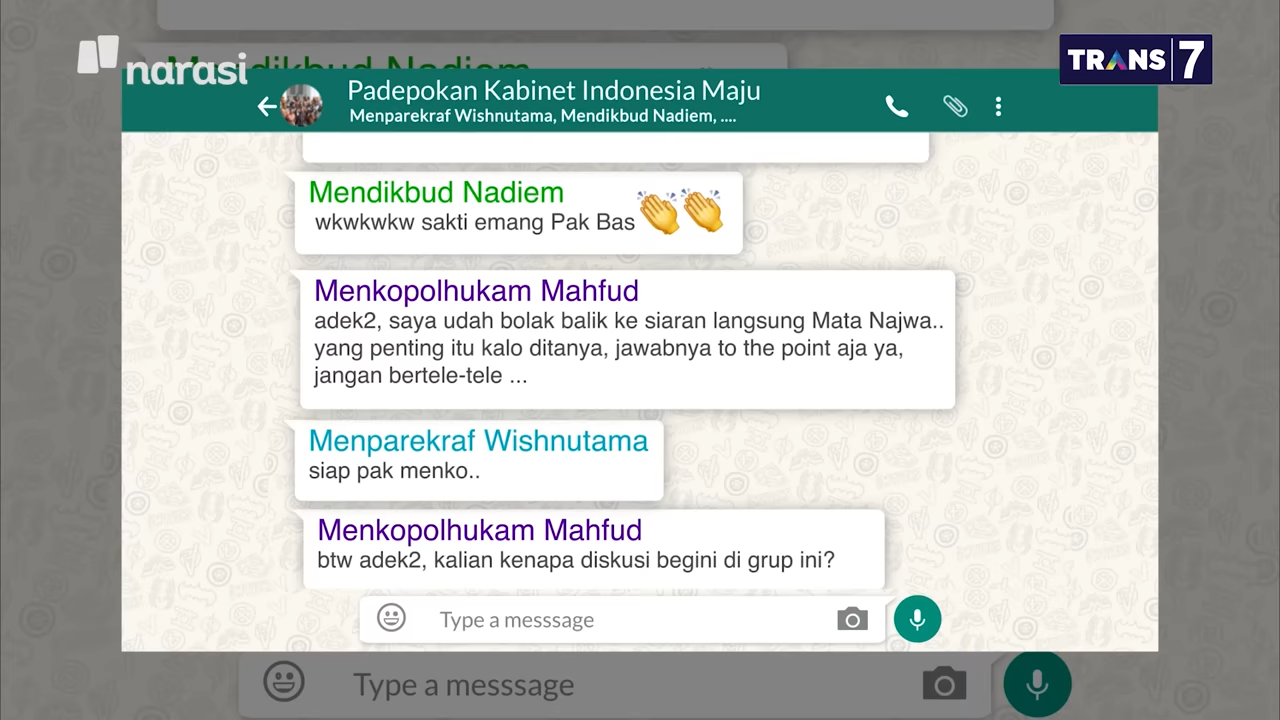 Mendikbud Nadiem
narasi
TRANS 7
Padepokan Kabinet Indonesia Maju
Menparekraf Wishnutama, Mendikbud Nadiem, ....
Mendikbud Nadiem
wkwkwkw sakti emang Pak Bas 👏👏
Menkopolhukam Mahfud
adek2, saya udah bolak balik ke siaran langsung Mata Najwa..
yang penting itu kalo ditanya, jawabnya to the point aja ya,
jangan bertele-tele ...
Menparekraf Wishnutama
siap pak menko..
Menkopolhukam Mahfud
btw adek2, kalian kenapa diskusi begini di grup ini?
Type a messsage
Type a messsage